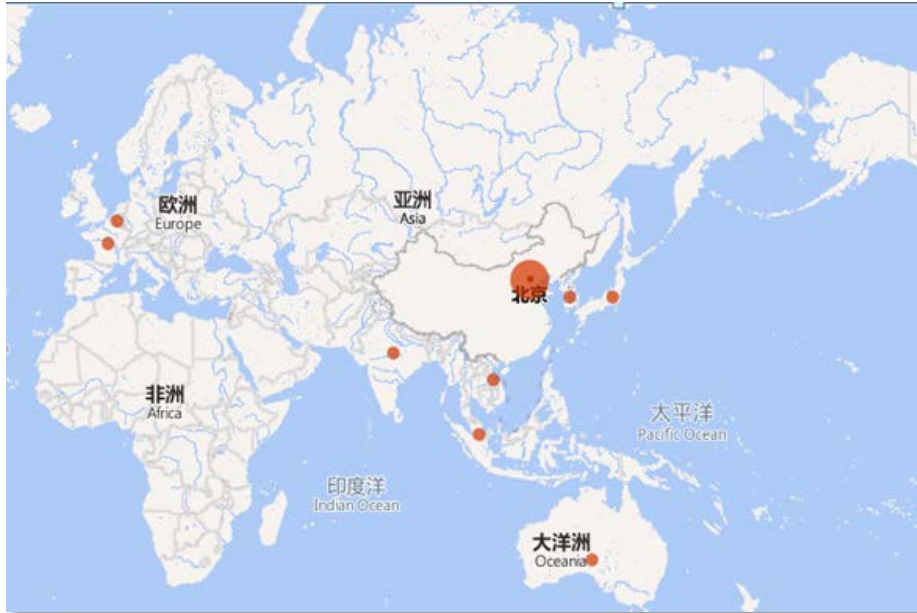 亚洲
Asia
欧洲
Europe
北京
非洲
Africa
太平洋
Pacific Ocean
印度洋
Indian Ocean
大洋洲
Oceania